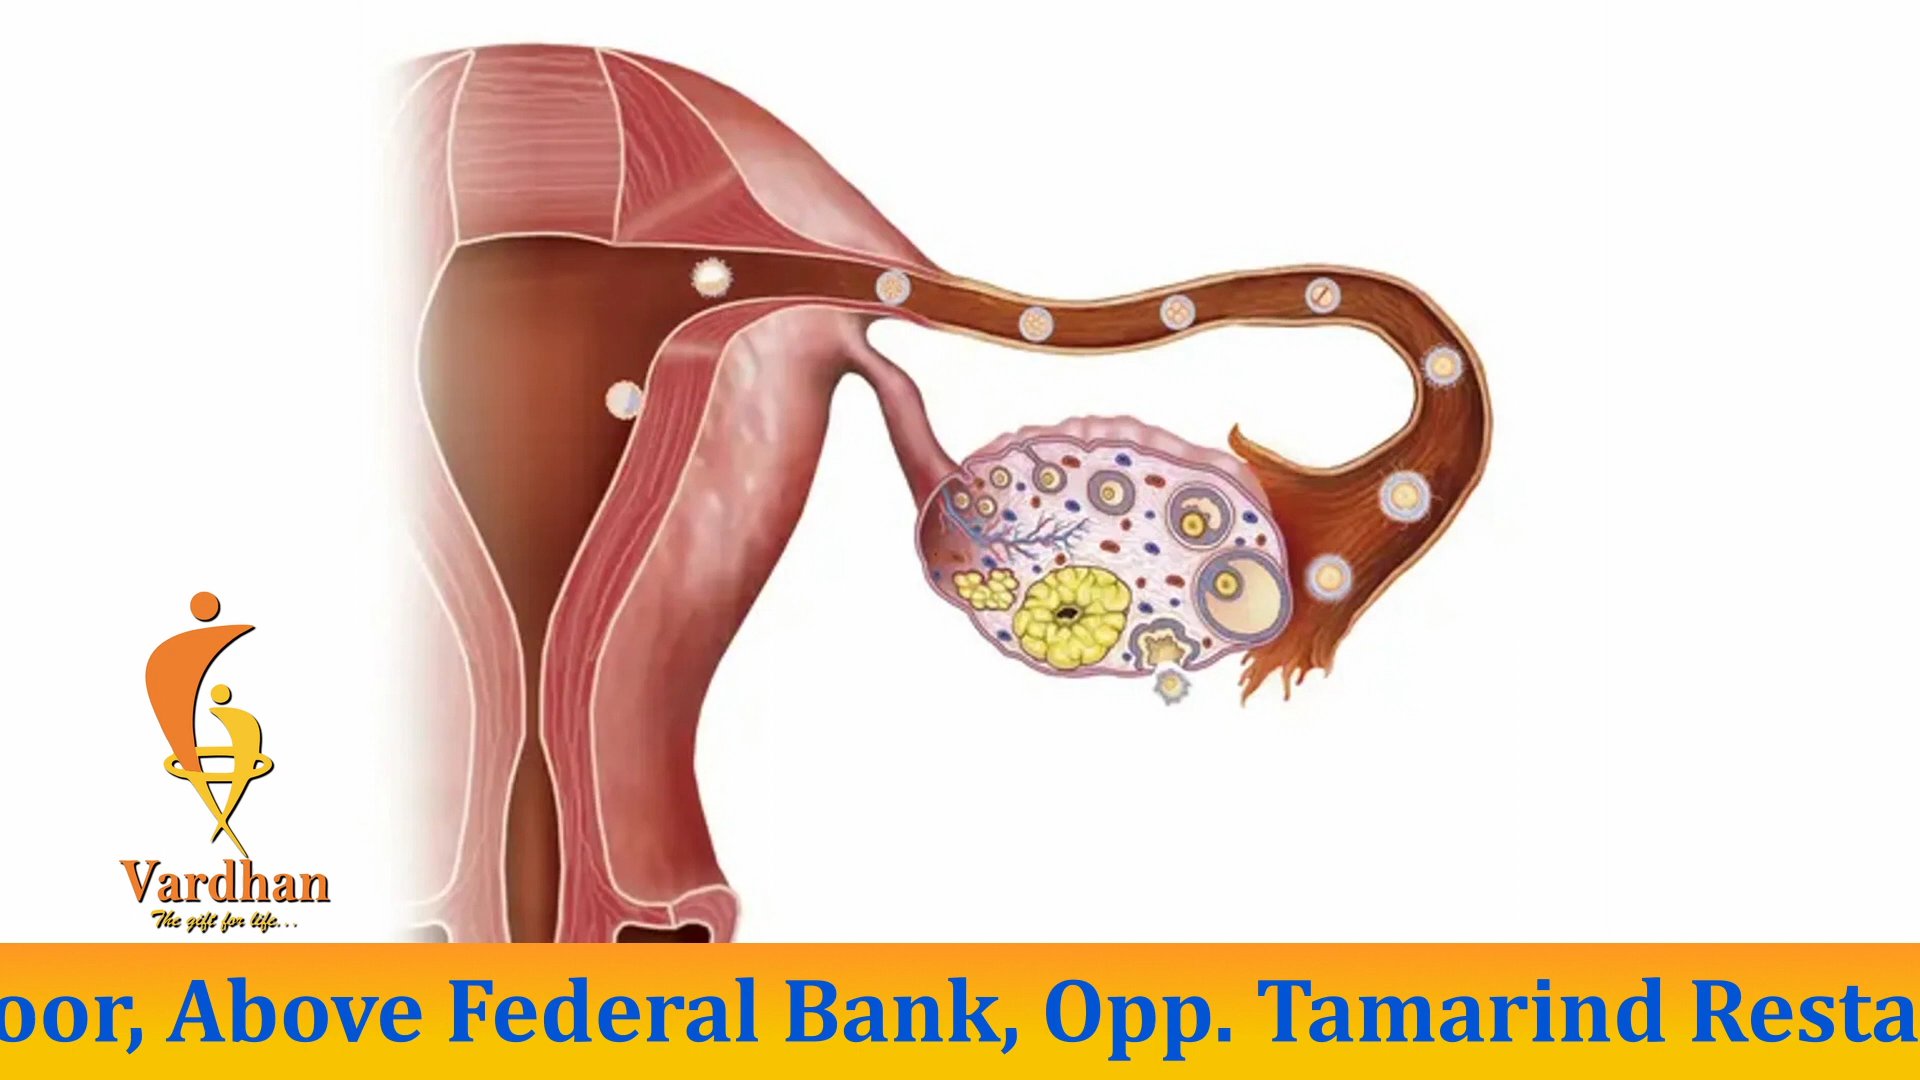 Vardhan
The gift for life...
oor, Above Federal Bank, Opp. Tamarind Resta